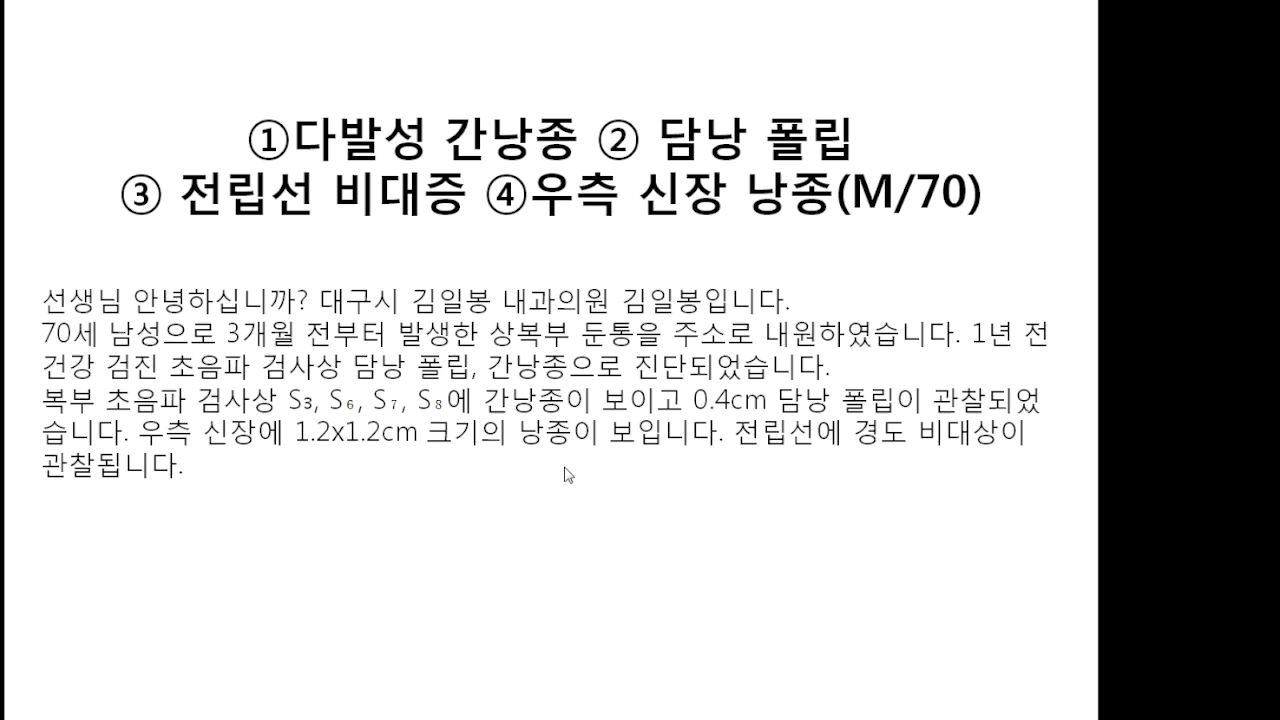 ①다발성 간낭종 ② 담낭 폴립
③ 전립선 비대증 ④우측 신장 낭종(M/70)
선생님 안녕하십니까? 대구시 김일봉 내과의원 김일봉입니다.
70세 남성으로 3개월 전부터 발생한 상복부 둔통을 주소로 내원하였습니다. 1년 전
건강 검진 초음파 검사상 담낭 폴립, 간낭종으로 진단되었습니다.
복부 초음파 검사상 S₃, S₆, S₇, S₈에 간낭종이 보이고 0.4cm 담낭 폴립이 관찰되었
습니다. 우측 신장에 1.2x1.2cm 크기의 낭종이 보입니다. 전립선에 경도 비대상이
관찰됩니다.